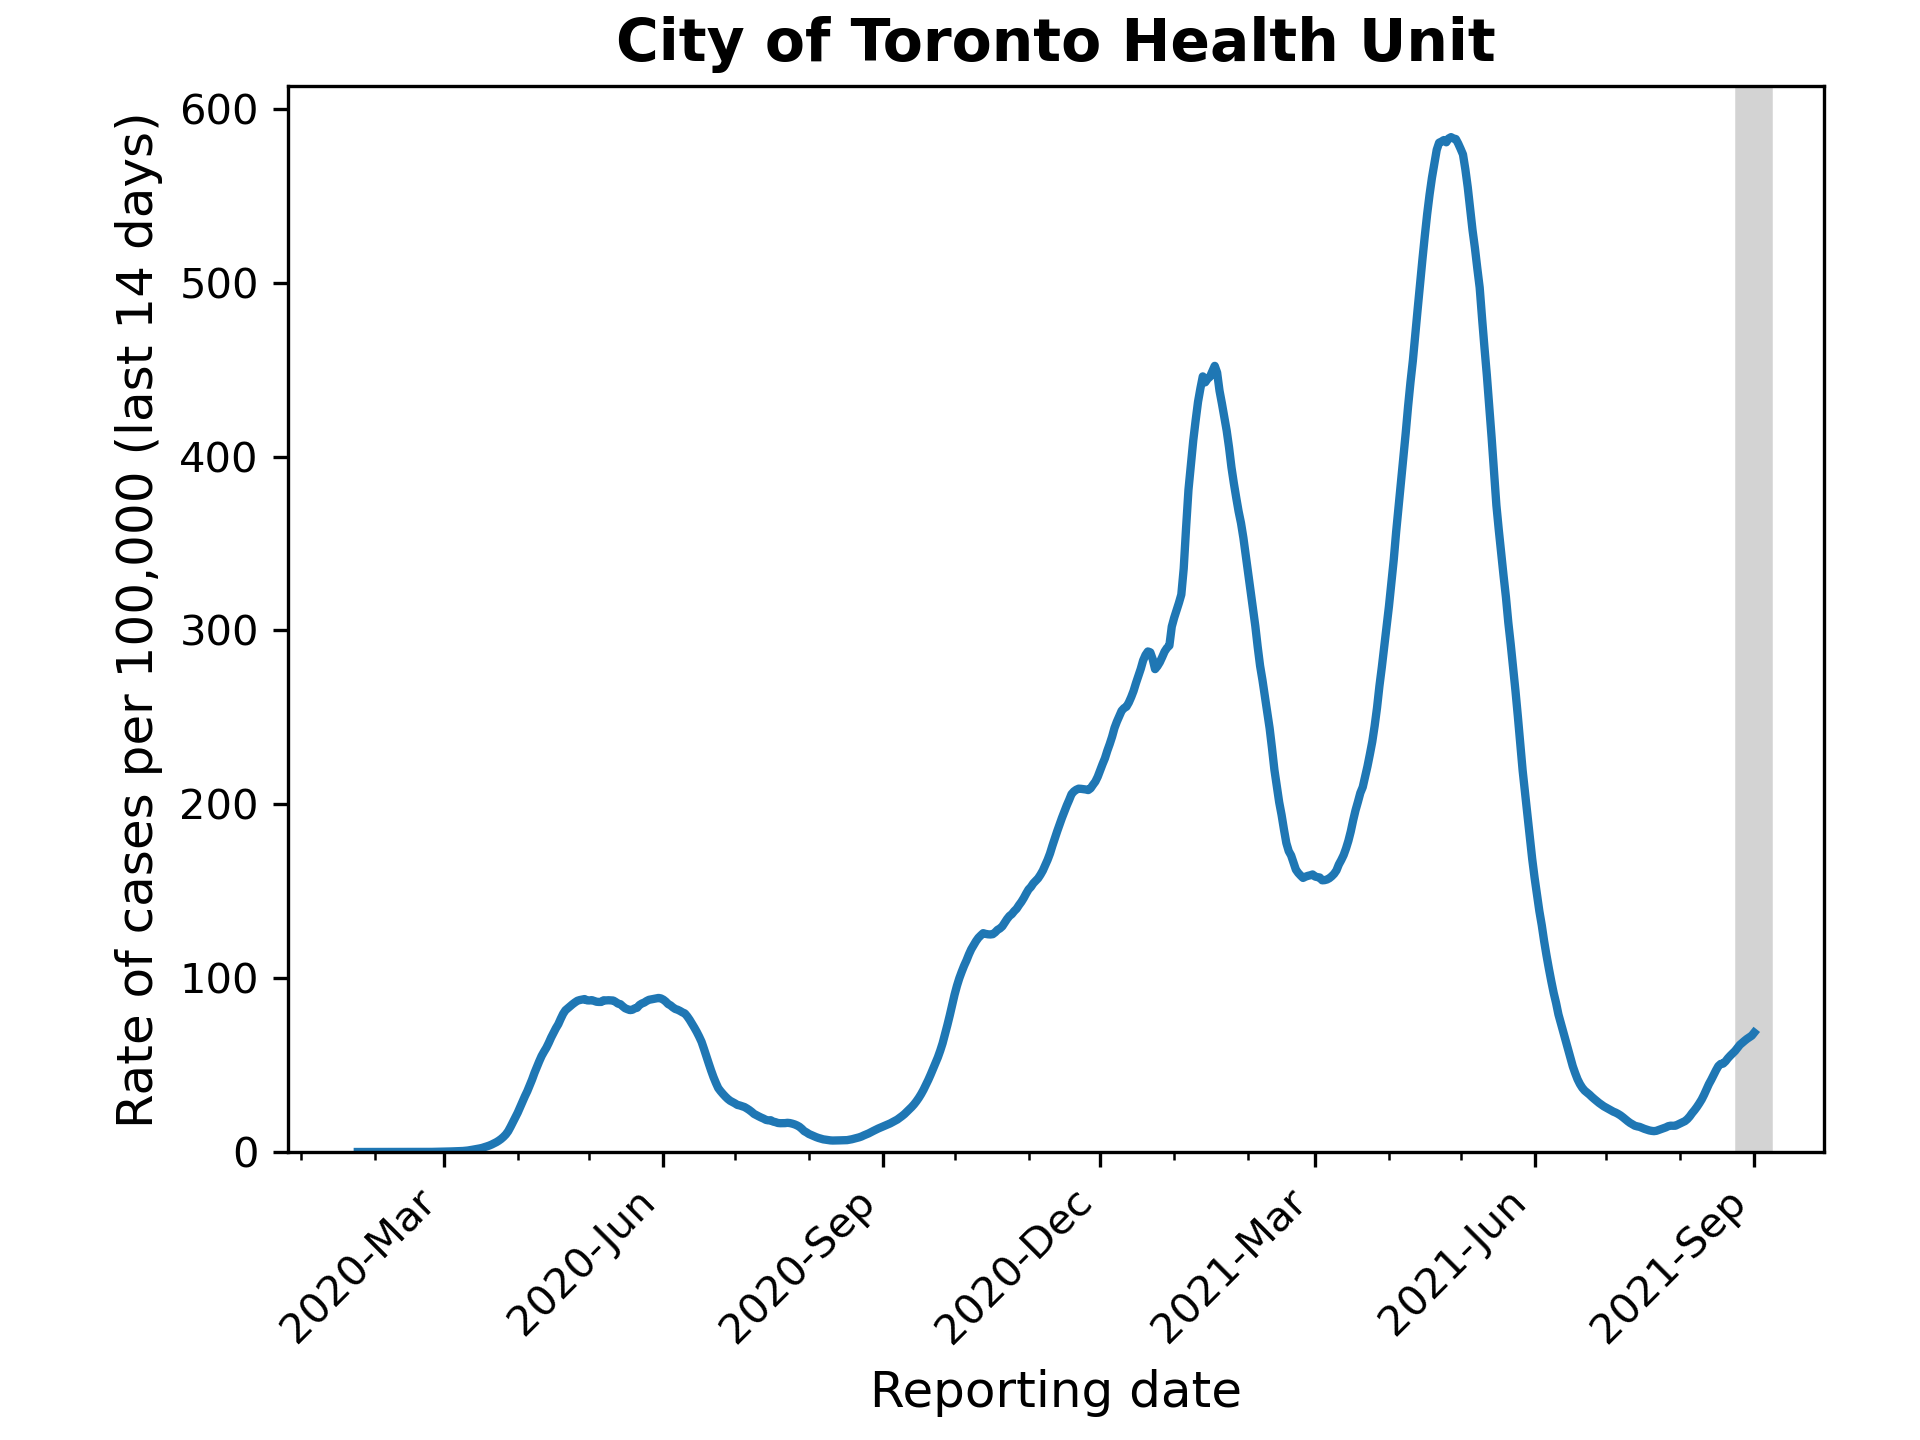 City of Toronto Health Unit
Rate of cases per 100,000 (last 14 days)
600
500
400
300
200
100
0
2020-Mar
2020-Jun
2020-Sep
2020-Dec
2021-Mar
2021-Jun
2021-Sep
Reporting date